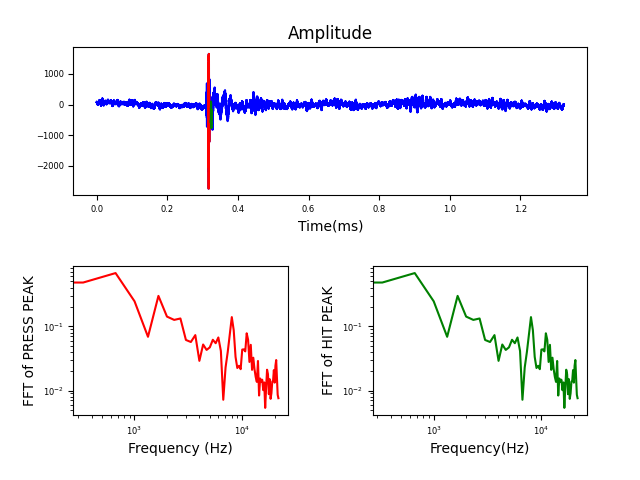 Amplitude
1000
0
−1000
−2000
0.0 0.2 0.4 0.6 0.8 1.0 1.2
Time(ms)
FFT of PRESS PEAK
10⁻¹
10⁻²
10³ 10⁴
Frequency (Hz)
FFT of HIT PEAK
10⁻¹
10⁻²
10³ 10⁴
Frequency(Hz)